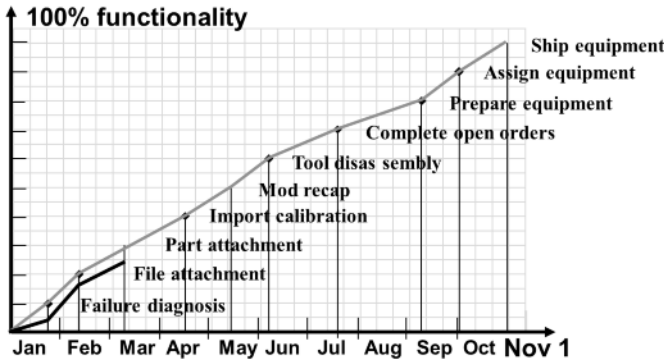 100% functionality
Ship equipment
Assign equipment
Prepare equipment
Complete open orders
Tool disas sembly
Mod recap
Import calibration
Part attachment
File attachment
Failure diagnosis
Jan Feb Mar Apr May Jun Jul Aug Sep Oct Nov 1